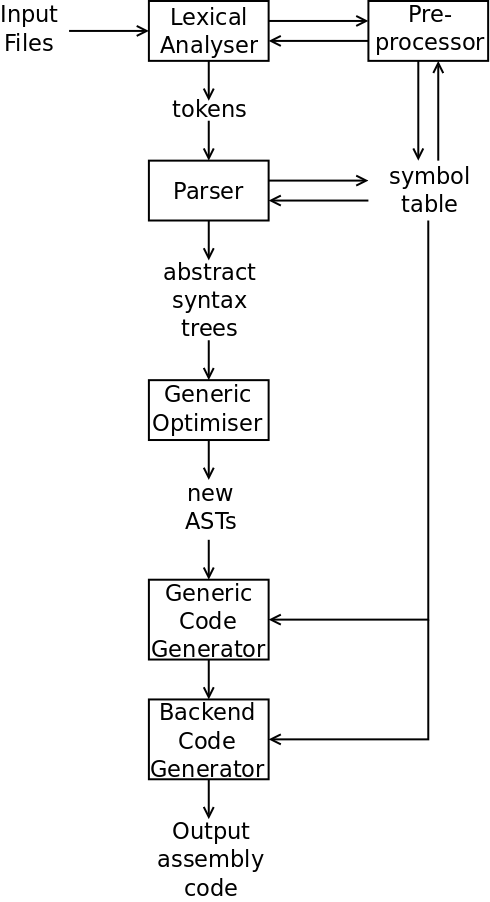 Input
Files
Lexical
Analyser
Pre-
processor
tokens
Parser
symbol
table
abstract
syntax
trees
Generic
Optimiser
new
ASTs
Generic
Code
Generator
Backend
Code
Generator
Output
assembly
code